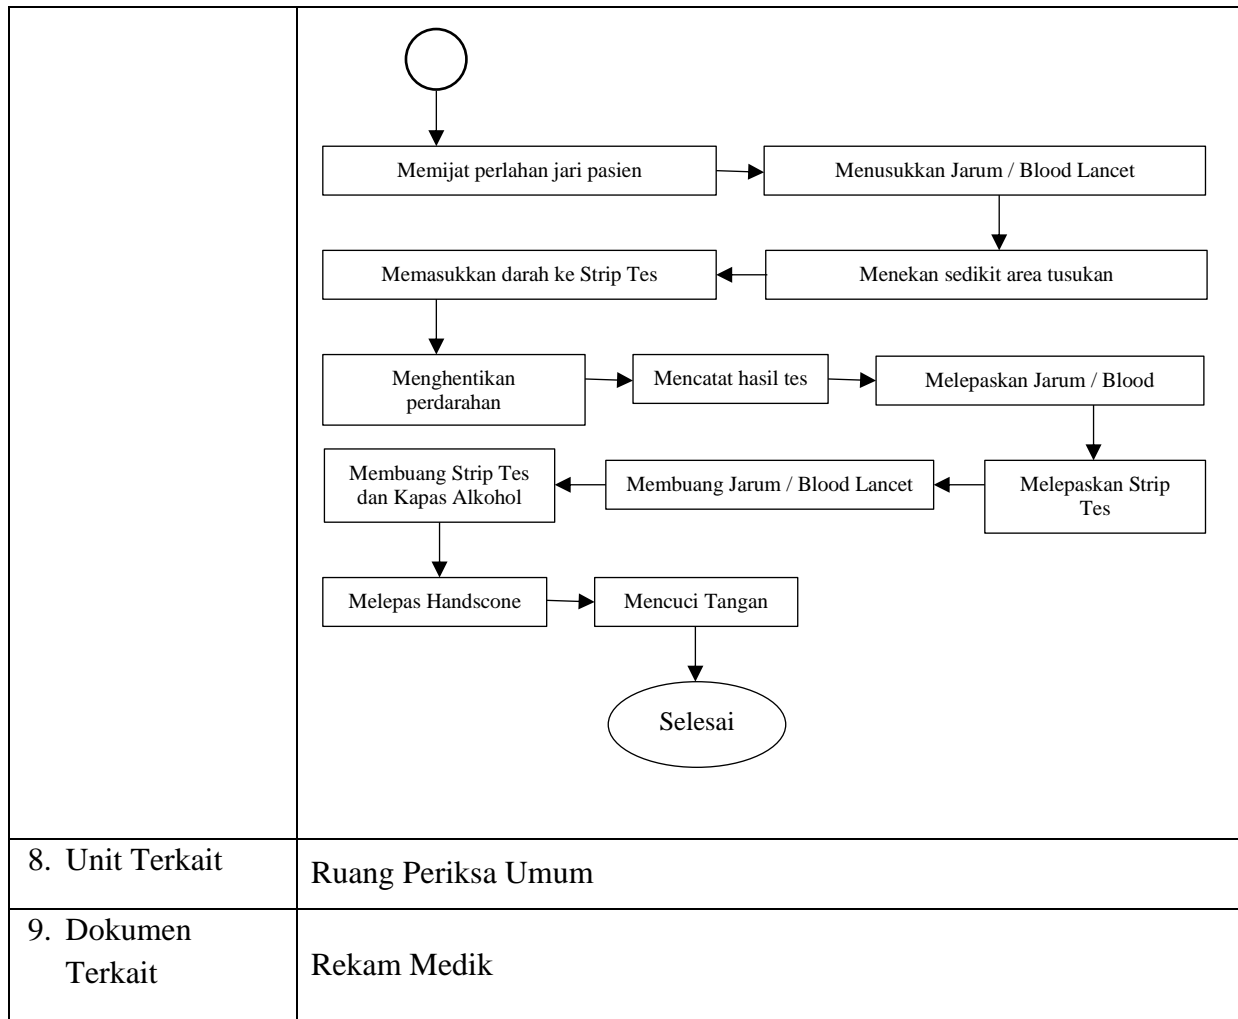 Memijat perlahan jari pasien
Menusukkan Jarum / Blood Lancet
Memasukkan darah ke Strip Tes
Menekan sedikit area tusukan
Menghentikan
perdarahan
Mencatat hasil tes
Melepaskan Jarum / Blood
Membuang Strip Tes
dan Kapas Alkohol
Membuang Jarum / Blood Lancet
Melepaskan Strip
Tes
Melepas Handscone
Mencuci Tangan
Selesai
8. Unit Terkait
Ruang Periksa Umum
9. Dokumen
Terkait
Rekam Medik